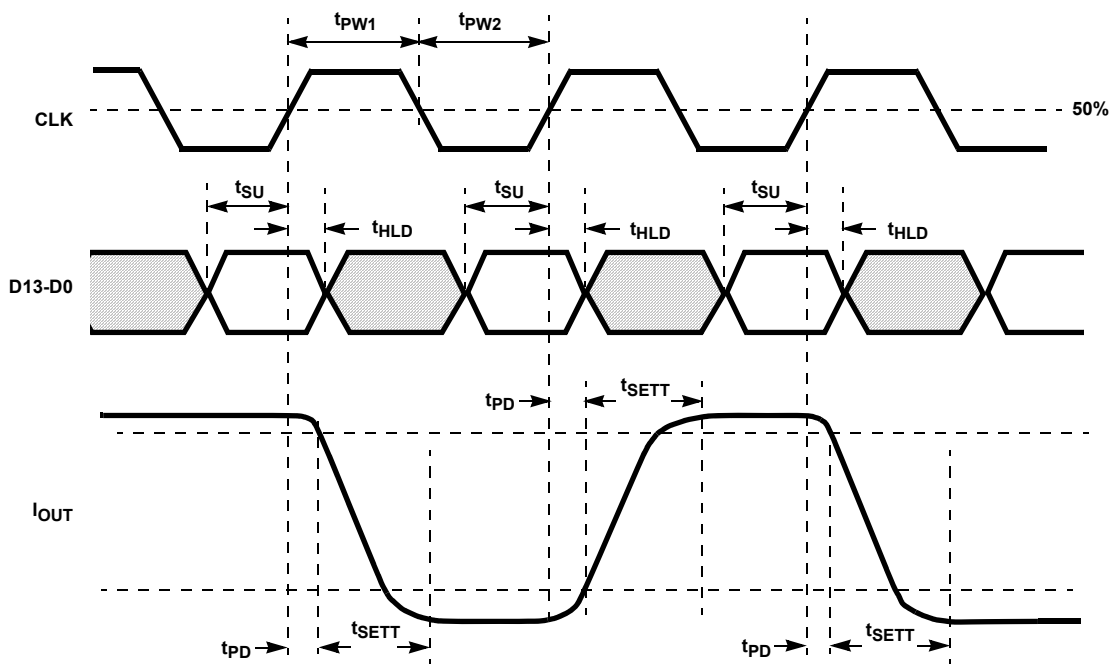 tPW1 tPW2
CLK
50%
tSU tSU tSU
tHLD tHLD tHLD
D13-D0
tPD tSETT
IOUT
tPD tSETT tPD tSETT